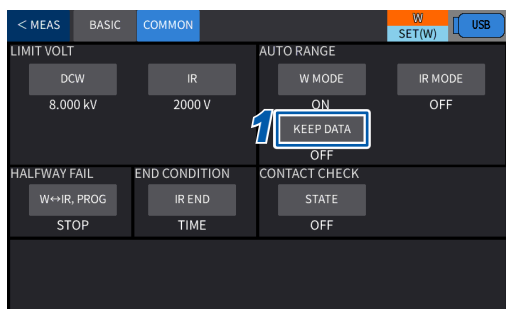 < MEAS BASIC COMMON W SET(W) USB
LIMIT VOLT AUTO RANGE
DCW IR W MODE IR MODE
8.000 kV 2000 V ON OFF
1 KEEP DATA
OFF
HALFWAY FAIL END CONDITION CONTACT CHECK
W↔IR, PROG IR END STATE
STOP TIME OFF